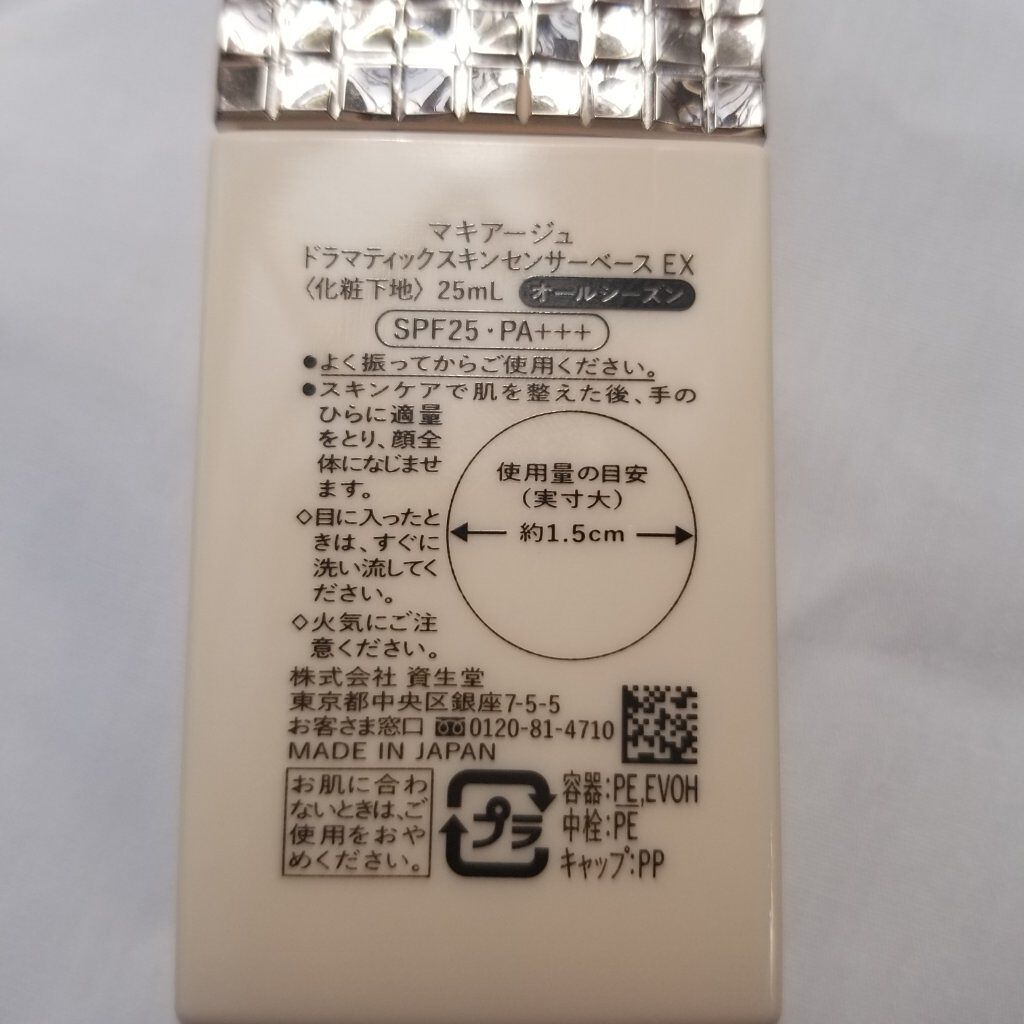 マキアージュ
ドラマティックスキンセンサーベース EX
〈化粧下地〉 25mL オールシーズン
SPF25・PA+++
●よく振ってからご使用ください。
●スキンケアで肌を整えた後、手の
ひらに適量
をとり、顔全
体になじませ
ます。
使用量の目安
（実寸大）
約1.5cm
◇目に入ったと
きは、すぐに
洗い流してく
ださい。
◇火気にご注
意ください。
株式会社 資生堂
東京都中央区銀座7-5-5
お客さま窓口 0120-81-4710
MADE IN JAPAN
お肌に合わ
ないときは、ご
使用をおや
めください。
プラ
容器:PE,EVOH
中栓:PE
キャップ:PP